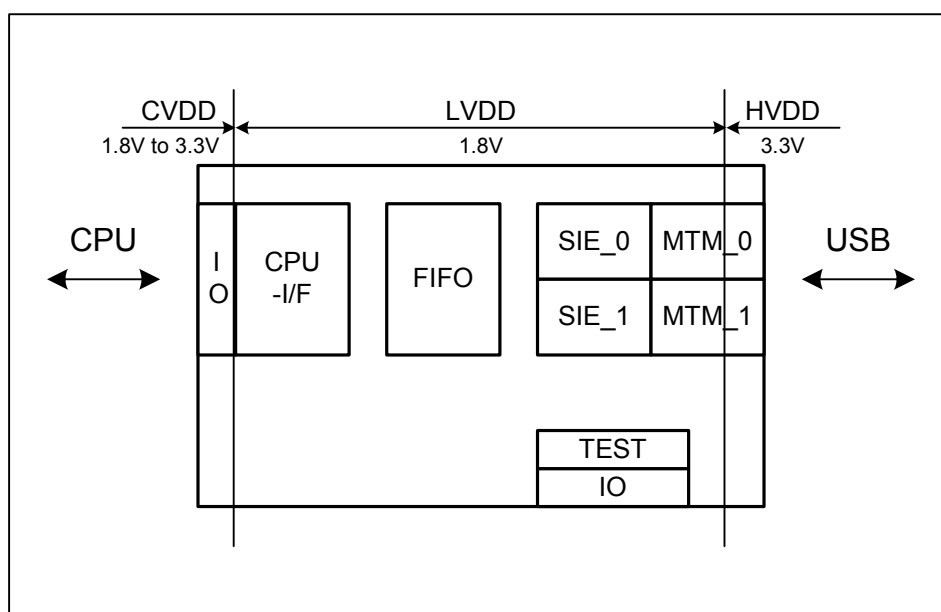 CVDD LVDD HVDD
1.8V to 3.3V 1.8V 3.3V
CPU
I
O
CPU
-I/F
FIFO
SIE_0 MTM_0
SIE_1 MTM_1
USB
TEST
IO